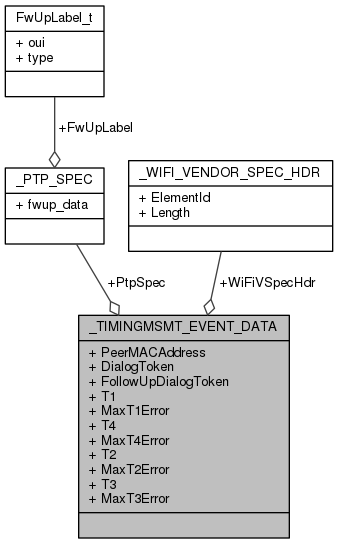 FwUpLabel_t
+ oui
+ type
+FwUpLabel
_PTP_SPEC
+ fwup_data
_WIFI_VENDOR_SPEC_HDR
+ ElementId
+ Length
+PtpSpec
+WiFiVSpecHdr
_TIMINGMSMT_EVENT_DATA
+ PeerMACAddress
+ DialogToken
+ FollowUpDialogToken
+ T1
+ MaxT1Error
+ T4
+ MaxT4Error
+ T2
+ MaxT2Error
+ T3
+ MaxT3Error